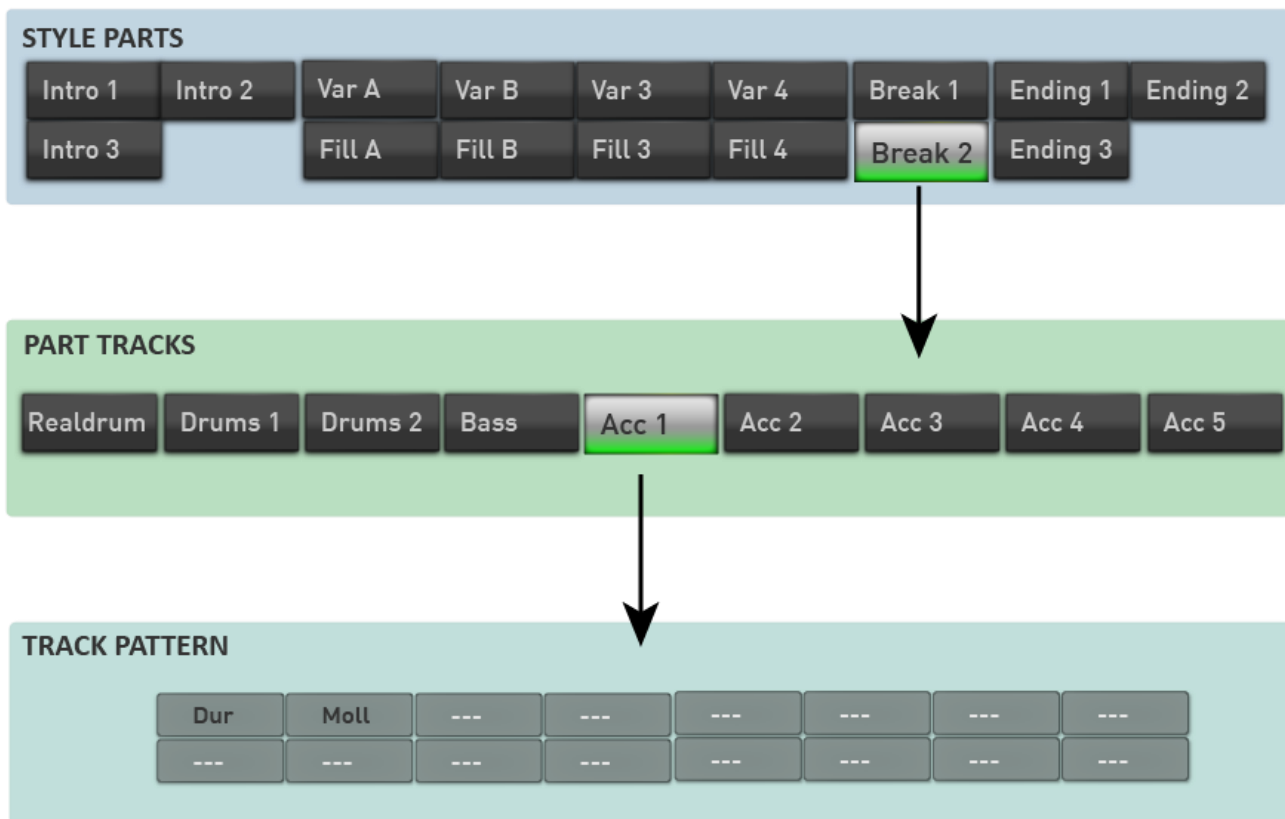 STYLE PARTS
Intro 1 Intro 2 Var A Var B Var 3 Var 4 Break 1 Ending 1 Ending 2
Intro 3 Fill A Fill B Fill 3 Fill 4 Break 2 Ending 3
PART TRACKS
Realdrum Drums 1 Drums 2 Bass Acc 1 Acc 2 Acc 3 Acc 4 Acc 5
TRACK PATTERN
Dur Moll --- --- --- --- --- ---
--- --- --- --- --- --- --- ---